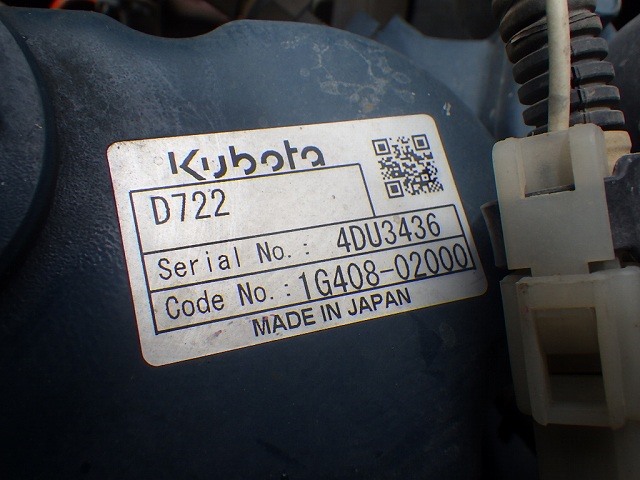 Kubota
D722
Serial No.: 4DU3436
Code No.: 1G408-02000
MADE IN JAPAN